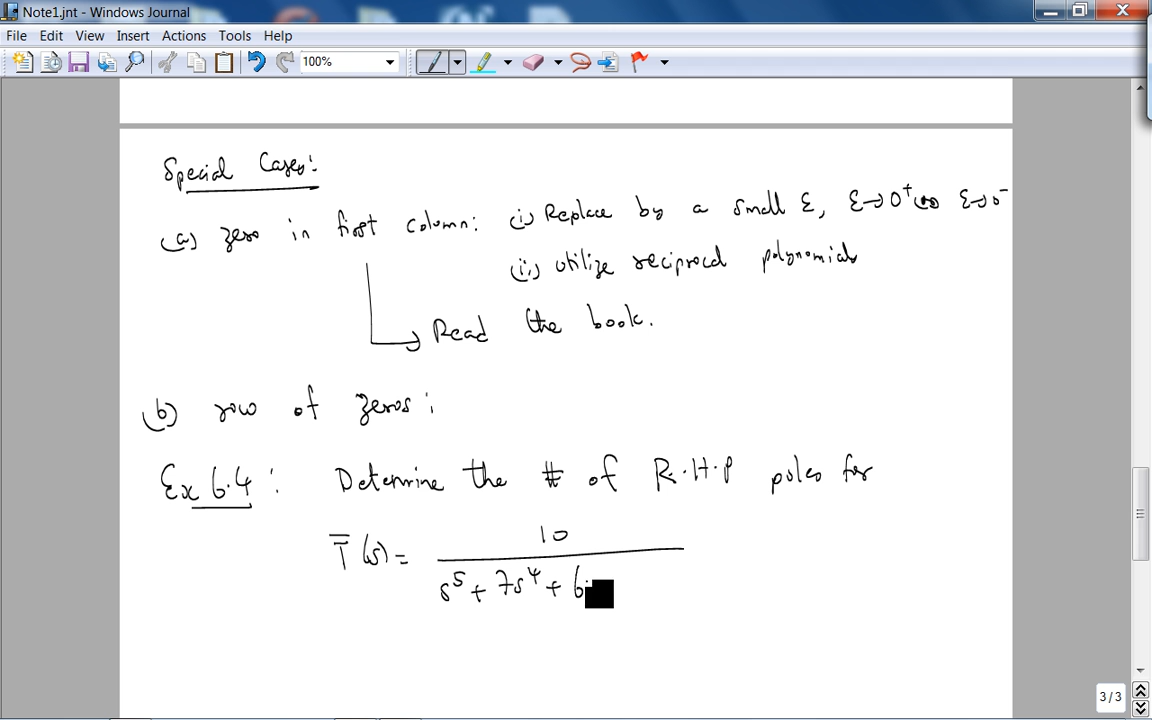 Note1.jnt - Windows Journal
File Edit View Insert Actions Tools Help
100%
Special Cases:
(a) zero in first column: (i) Replace by a small ε, ε→0⁺ or ε→0⁻
(ii) utilize reciprocal polynomials
Read the book.
(b) row of zeros:
Ex 6.4: Determine the # of R.H.P poles for
T(s) = 10
s⁵ + 7s⁴ + 6
3/3